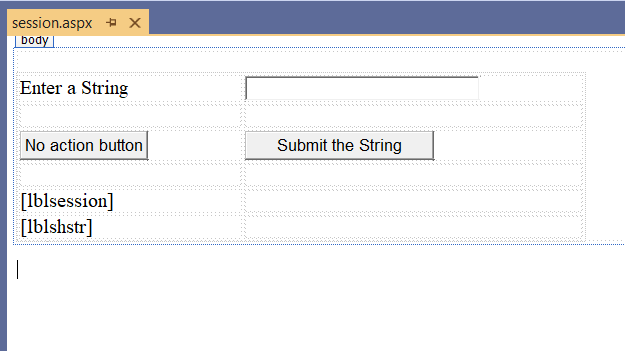 session.aspx
body
Enter a String
No action button Submit the String
[lblsession]
[lblshstr]